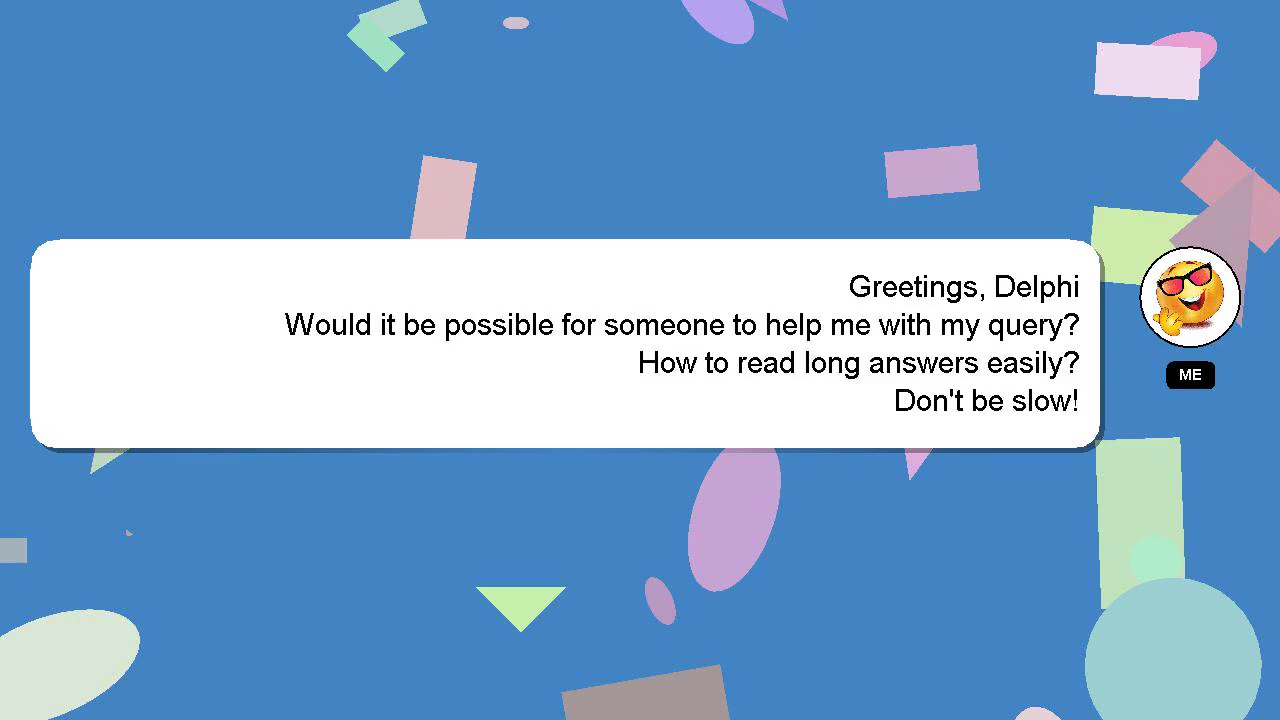 Greetings, Delphi
Would it be possible for someone to help me with my query?
How to read long answers easily?
Don't be slow!
ME